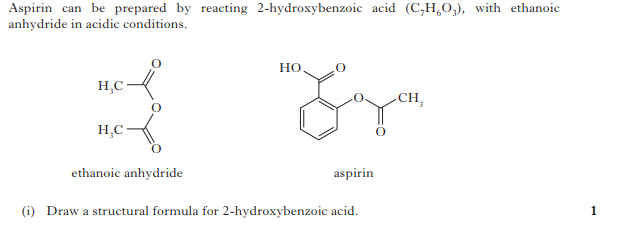 Aspirin can be prepared by reacting 2-hydroxybenzoic acid (C₇H₆O₃), with ethanoic
anhydride in acidic conditions.
O
H₃C
O
H₃C
O
HO
O
O
CH₃
O
ethanoic anhydride
aspirin
(i) Draw a structural formula for 2-hydroxybenzoic acid. 1